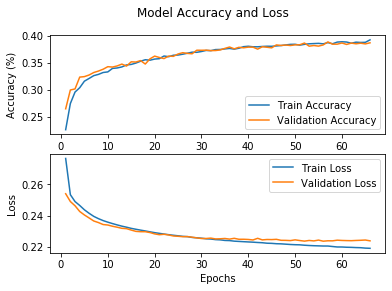 Model Accuracy and Loss
0.40
0.35
0.30
0.25
Accuracy (%)
Train Accuracy
Validation Accuracy
0 10 20 30 40 50 60
0.26
0.24
0.22
Loss
Train Loss
Validation Loss
0 10 20 30 40 50 60
Epochs